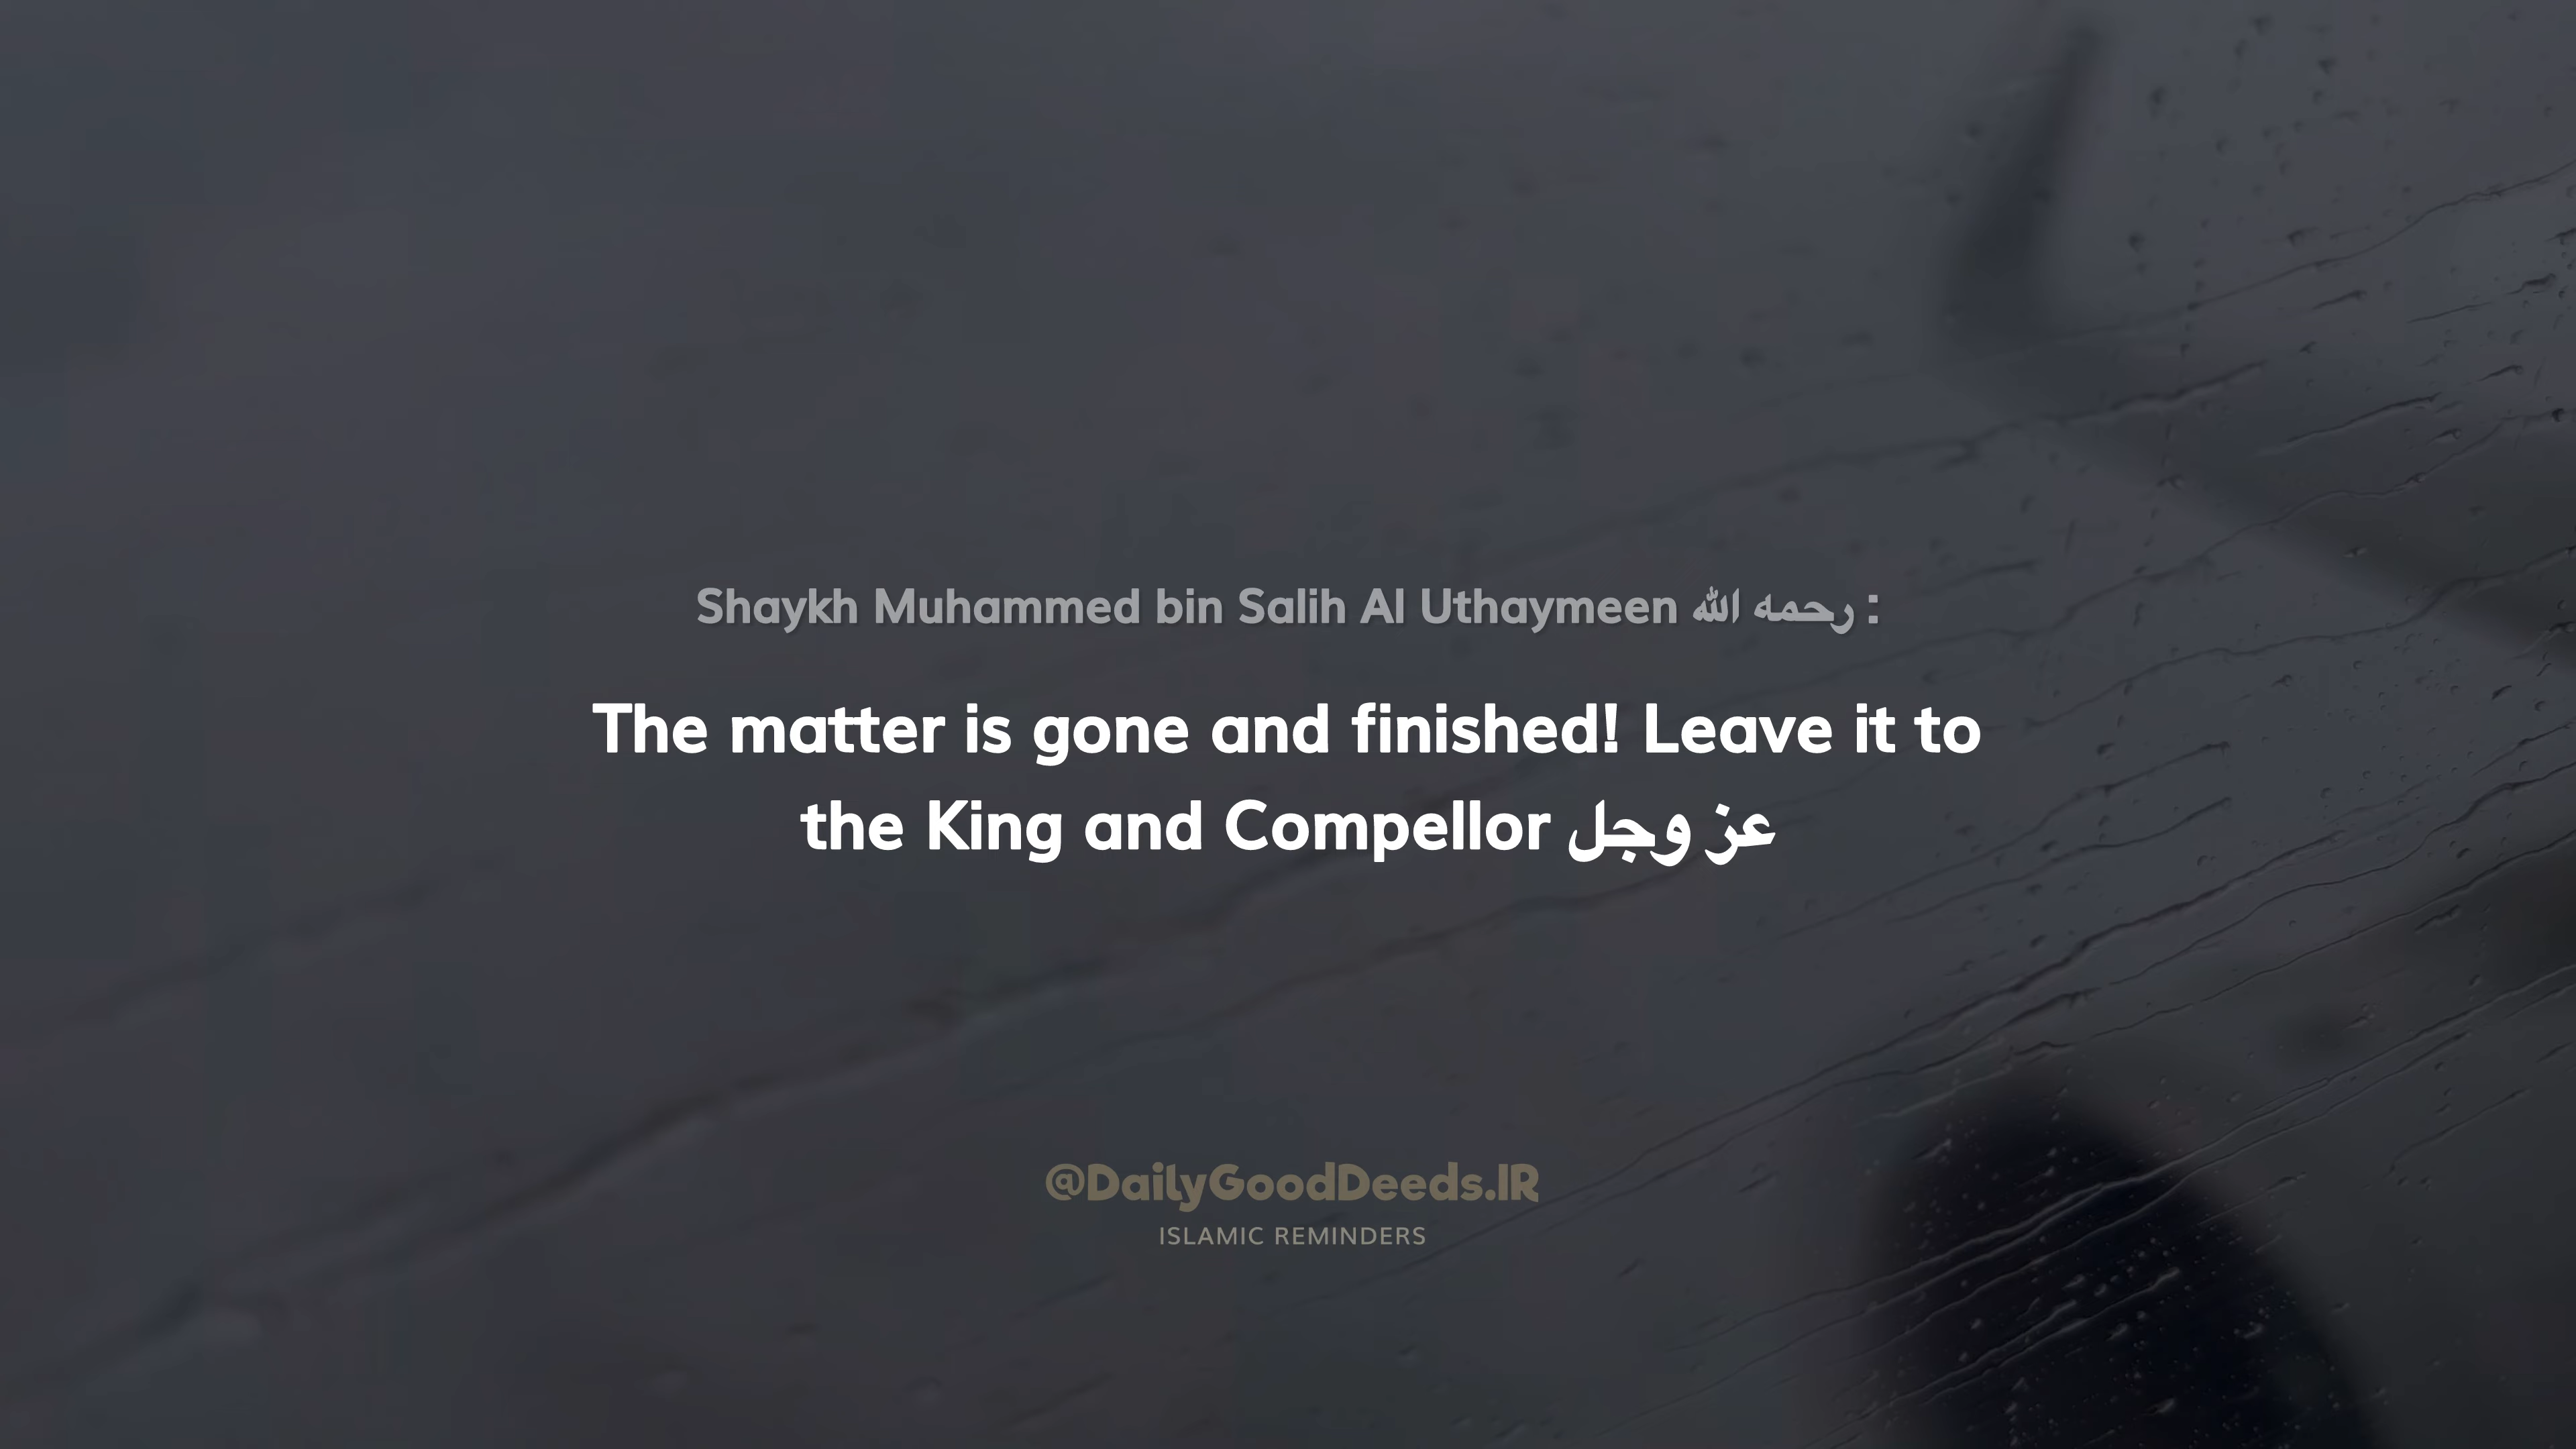 Shaykh Muhammed bin Salih Al Uthaymeen رحمه الله :
The matter is gone and finished! Leave it to
the King and Compellor عز وجل
@DailyGoodDeeds.IR
ISLAMIC REMINDERS